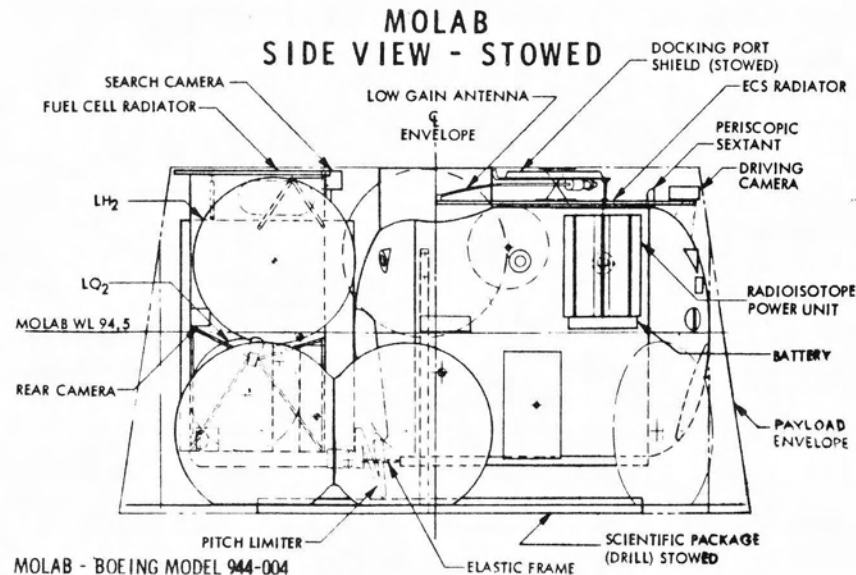 MOLAB
SIDE VIEW - STOWED
DOCKING PORT
SHIELD (STOWED)
SEARCH CAMERA
ECS RADIATOR
FUEL CELL RADIATOR
LOW GAIN ANTENNA
℄
ENVELOPE
PERISCOPIC
SEXTANT
DRIVING
CAMERA
LH₂
LO₂
RADIOISOTOPE
POWER UNIT
MOLAB WL 94.5
BATTERY
REAR CAMERA
PAYLOAD
ENVELOPE
PITCH LIMITER
SCIENTIFIC PACKAGE
(DRILL) STOWED
ELASTIC FRAME
MOLAB - BOEING MODEL 944-004